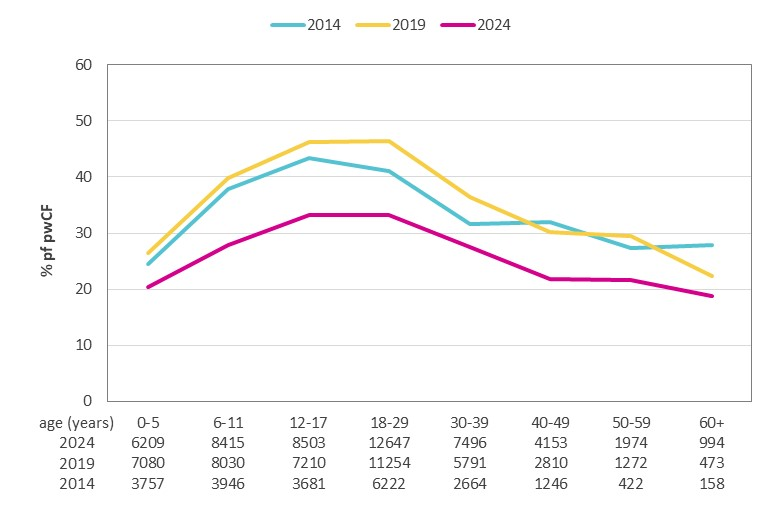 2014 2019 2024
60
50
40
30
20
10
0
% pf pwCF
age (years) 0-5 6-11 12-17 18-29 30-39 40-49 50-59 60+
2024 6209 8415 8503 12647 7496 4153 1974 994
2019 7080 8030 7210 11254 5791 2810 1272 473
2014 3757 3946 3681 6222 2664 1246 422 158